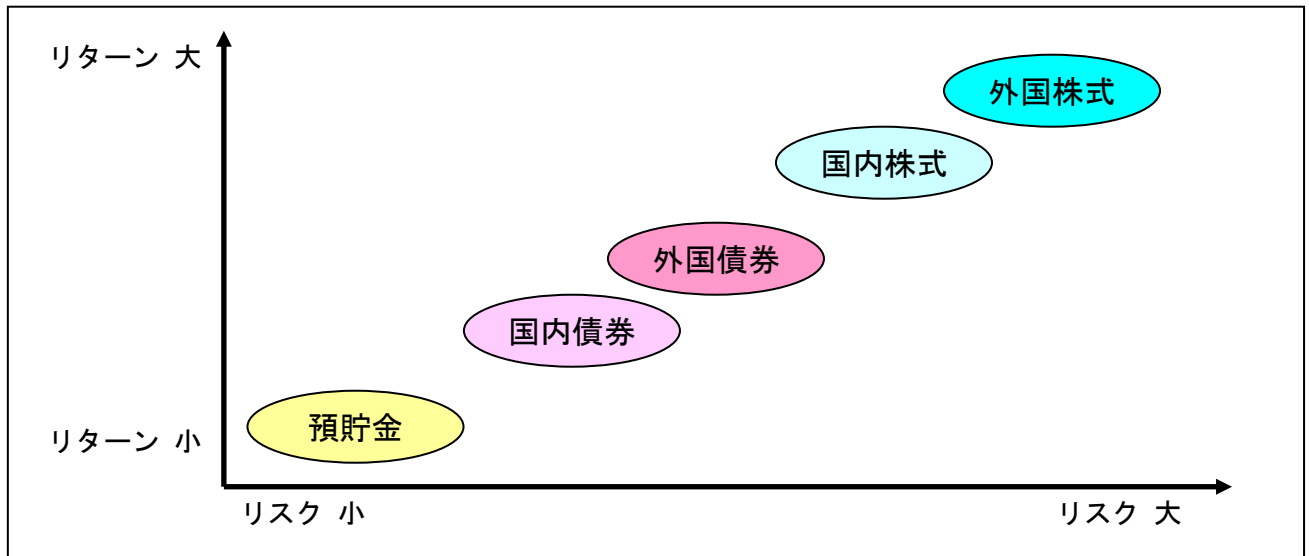 リターン 大
外国株式
国内株式
外国債券
国内債券
預貯金
リターン 小
リスク 小
リスク 大